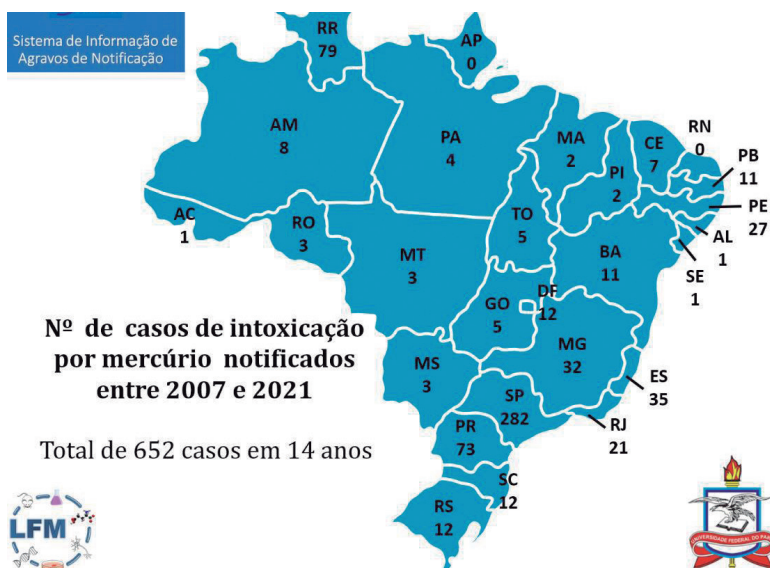 Sistema de Informação de
Agravos de Notificação
RR
79
AP
0
AM
8
PA
4
MA
2
CE
7
RN
0
PI
2
PB
11
PE
27
AC
1
RO
3
TO
5
AL
1
MT
3
BA
11
SE
1
GO
5
DF
12
Nº de casos de intoxicação
por mercúrio notificados
entre 2007 e 2021
MG
32
MS
3
ES
35
SP
282
RJ
21
PR
73
Total de 652 casos em 14 anos
SC
12
RS
12
LFM
UNIVERSIDADE FEDERAL DO PARÁ